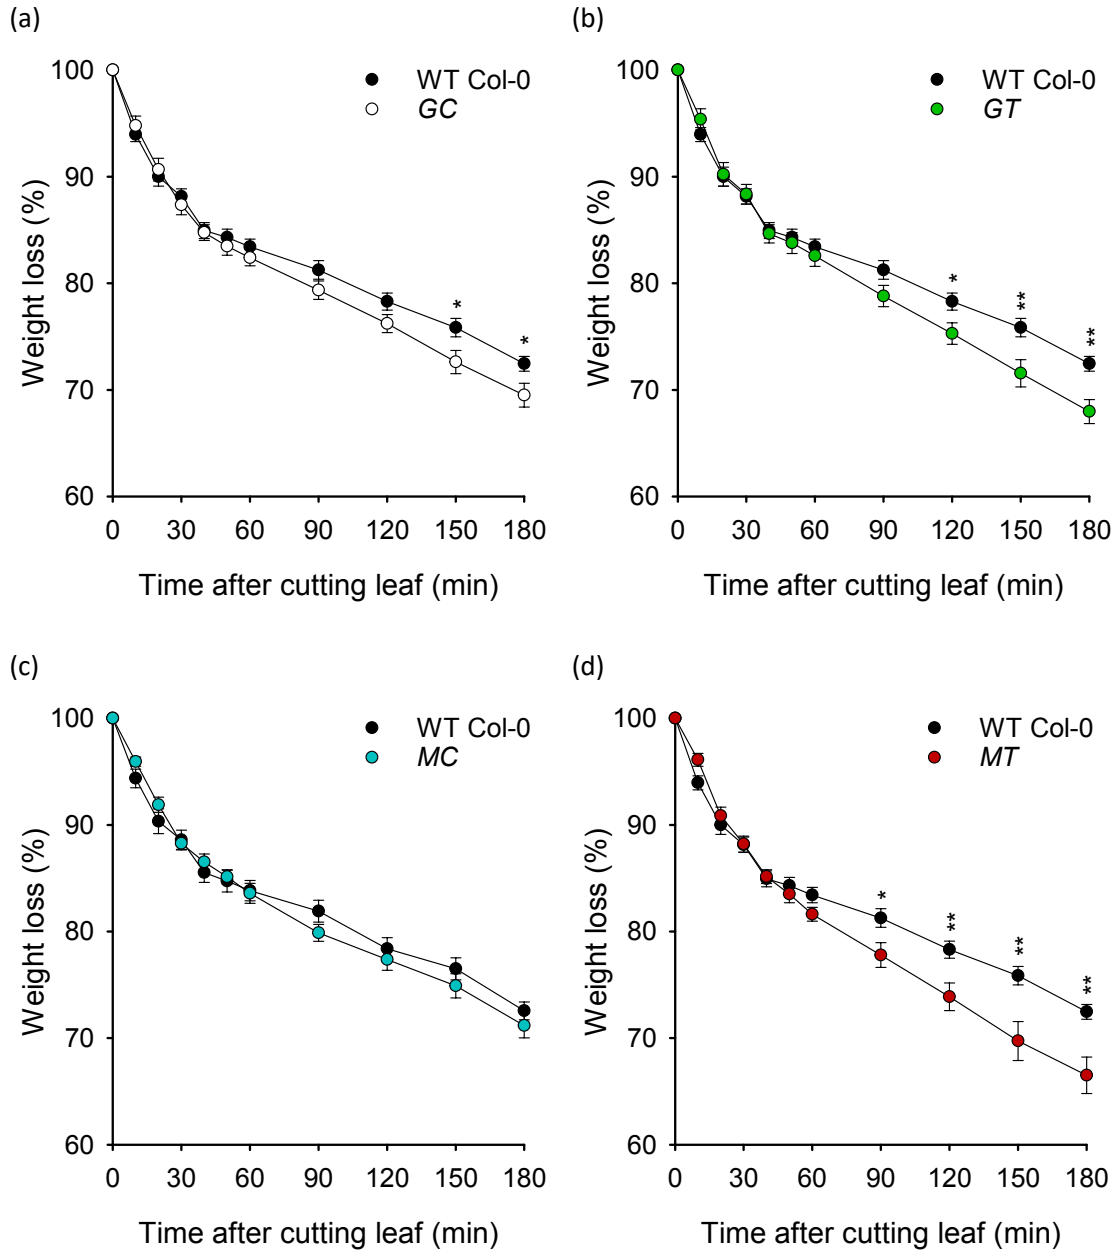 (a)
100
90
80
70
60
0 30 60 90 120 150 180
Weight loss (%)
Time after cutting leaf (min)
WT Col-0
GC
*
*
(b)
100
90
80
70
60
0 30 60 90 120 150 180
Weight loss (%)
Time after cutting leaf (min)
WT Col-0
GT
*
**
**
(c)
100
90
80
70
60
0 30 60 90 120 150 180
Weight loss (%)
Time after cutting leaf (min)
WT Col-0
MC
(d)
100
90
80
70
60
0 30 60 90 120 150 180
Weight loss (%)
Time after cutting leaf (min)
WT Col-0
MT
*
**
**
**